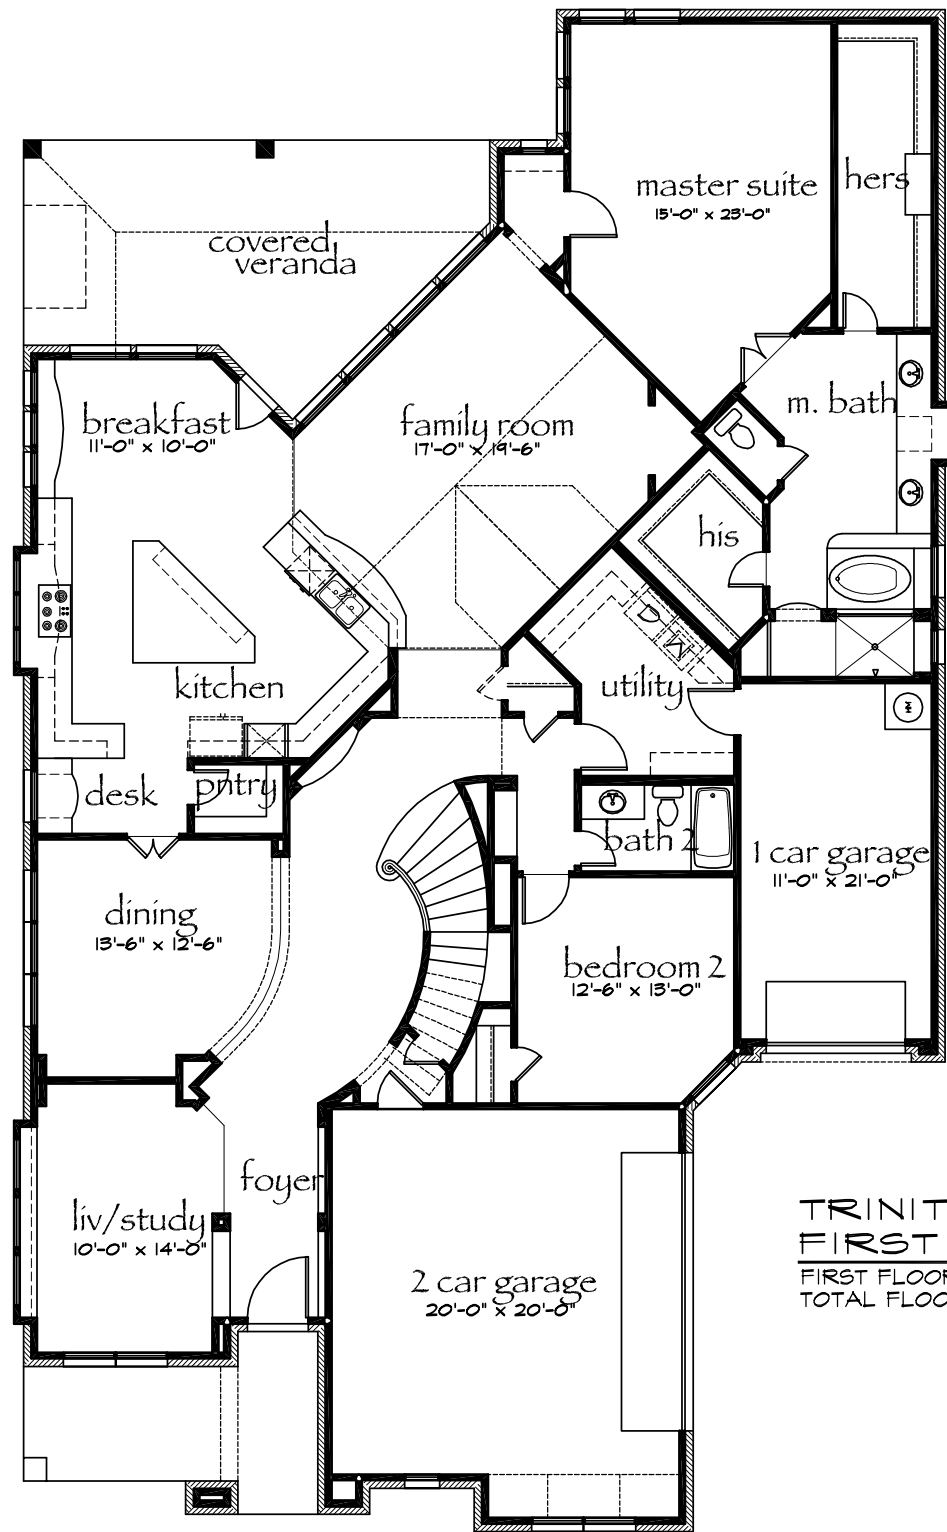 master suite
15'-0" x 23'-0"
hers
covered
veranda
breakfast
11'-0" x 10'-0"
family room
17'-0" x 19'-6"
m. bath
his
kitchen
utility
desk
pntry
bath 2
1 car garage
11'-0" x 21'-0"
dining
13'-6" x 12'-6"
bedroom 2
12'-6" x 13'-0"
foyer
liv/study
10'-0" x 14'-0"
2 car garage
20'-0" x 20'-0"
TRINIT
FIRST
FIRST FLOOR
TOTAL FLOO